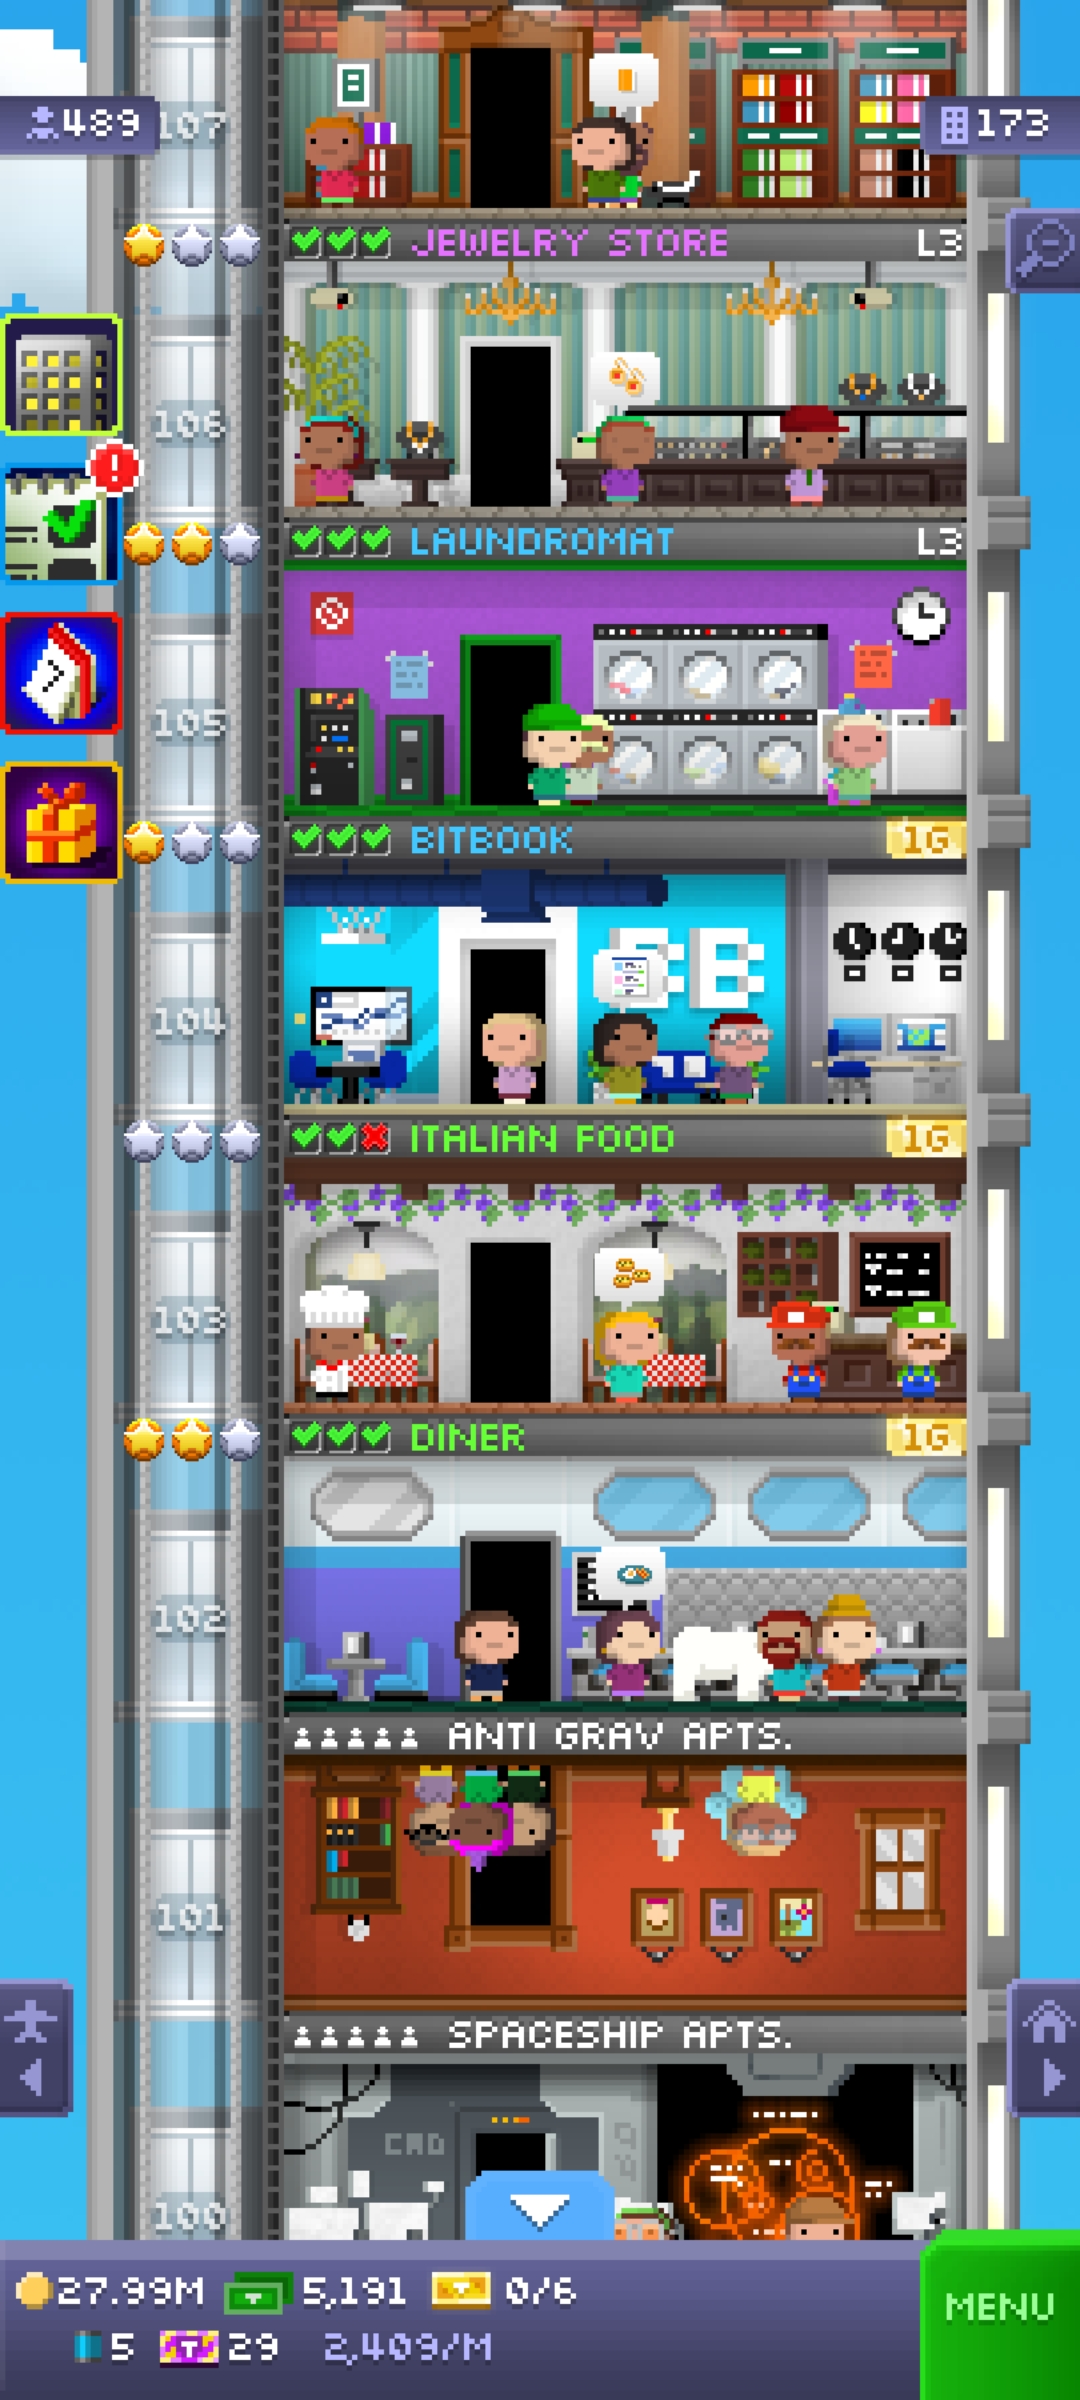 489
107
173
JEWELRY STORE
L3
106
LAUNDROMAT
L3
105
BITBOOK
1G
BB
104
ITALIAN FOOD
1G
103
DINER
1G
102
ANTI GRAV APTS.
101
SPACESHIP APTS.
CMD
100
27.99M
5,191
0/6
MENU
5
T
29
2,409/M